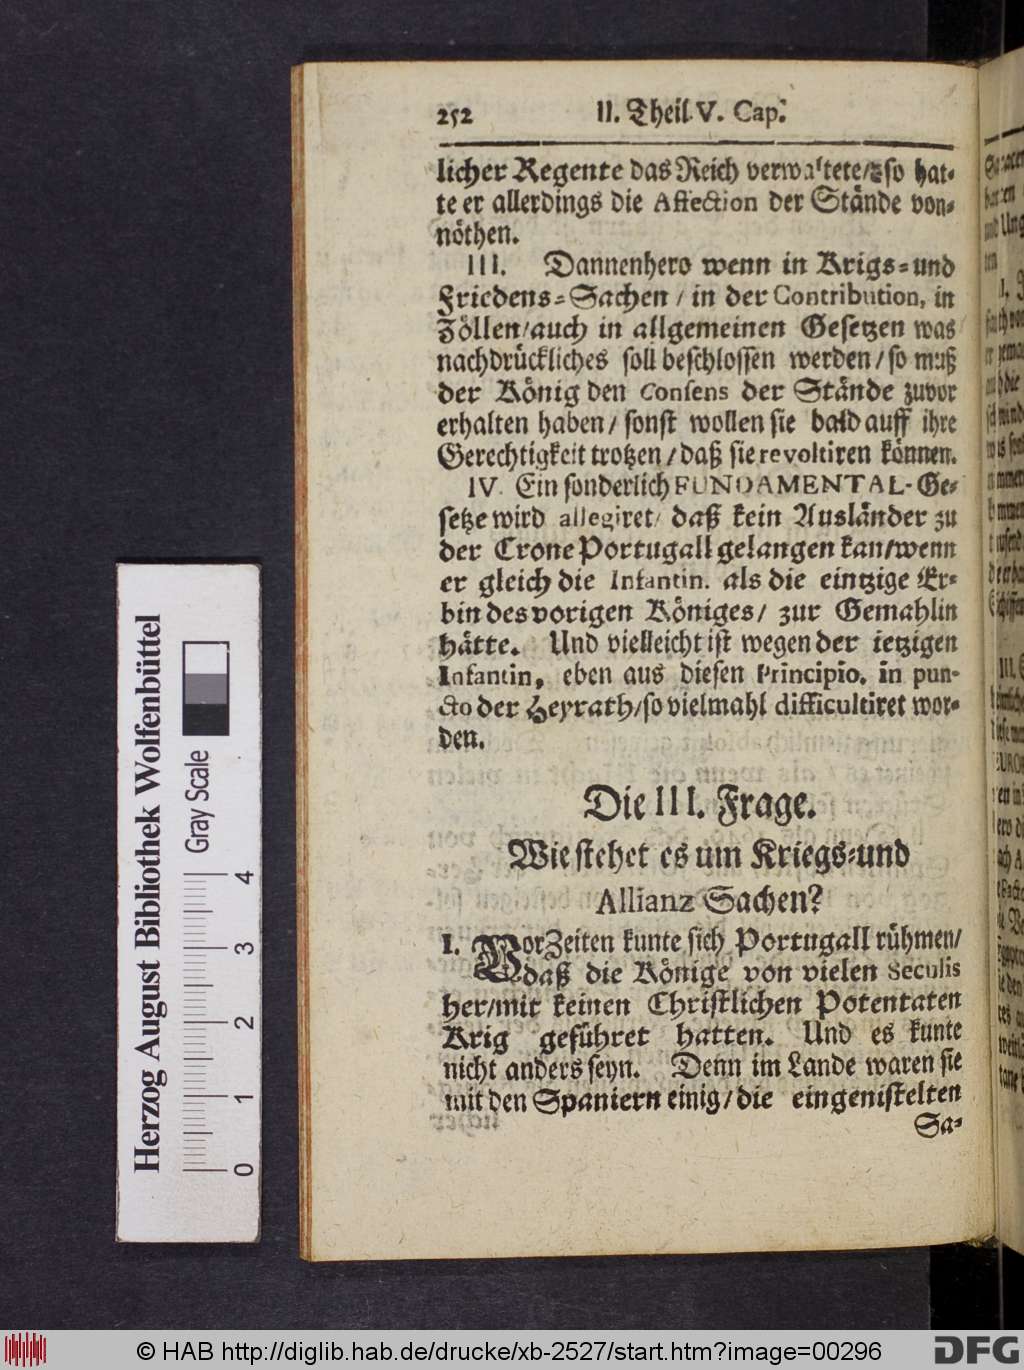 252 II. Theil V. Cap.
licher Regente das Reich verwaltete/ so hat-
te er allerdings die Affection der Stände von-
nöthen.
III. Dannenhero wenn in Krigs- und
Friedens-Sachen / in der Contribution, in
Zöllen/ auch in allgemeinen Gesetzen was
nachdrückliches soll beschlossen werden / so muß
der König den Consens der Stände zuvor
erhalten haben / sonst wollen sie bald auff ihre
Gerechtigkeit trotzen / daß sie revoltiren können.
IV. Ein sonderlich FUNDAMENTAL-Ge-
setze wird allegiret/ daß kein Ausländer zu
der Crone Portugall gelangen kan/wenn
er gleich die Infantin. als die eintzige Er-
bin des vorigen Königes / zur Gemahlin
hätte. Und vielleicht ist wegen der ietzigen
Infantin, eben aus diesen Principio, in pun-
cto der Heyrath/so vielmahl difficultiret wor-
den.
Die III. Frage.
Wie stehet es um Kriegs-und
Allianz Sachen?
I. Vor Zeiten kunte sich Portugall rühmen/
daß die Könige von vielen Seculis
her/mit keinen Christlichen Potentaten
Krig geführet hatten. Und es kunte
nicht anders seyn. Denn im Lande waren sie
mit den Spaniern einig / die eingenistelten
Sa-
Herzog August Bibliothek Wolfenbüttel
Gray Scale
0 1 2 3 4
© HAB http://diglib.hab.de/drucke/xb-2527/start.htm?image=00296
DFG